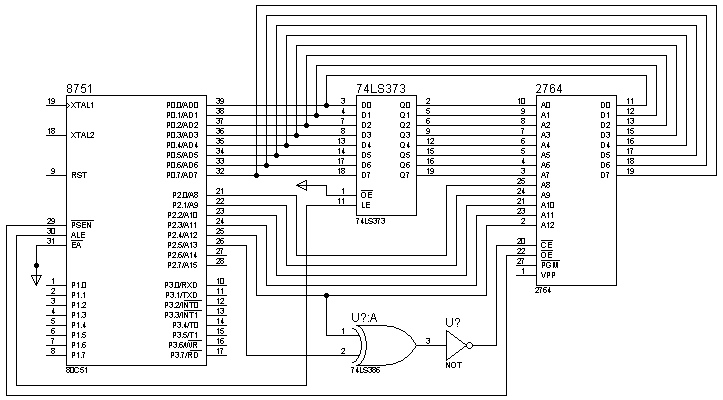 8751
74LS373
2764
19 XTAL1 P0.0/AD0 39 3 D0 Q0 2 10 A0 D0 11
P0.1/AD1 38 4 D1 Q1 5 9 A1 D1 12
P0.2/AD2 37 7 D2 Q2 6 8 A2 D2 13
18 XTAL2 P0.3/AD3 36 8 D3 Q3 9 7 A3 D3 15
P0.4/AD4 35 13 D4 Q4 12 6 A4 D4 16
P0.5/AD5 34 14 D5 Q5 15 5 A5 D5 17
P0.6/AD6 33 17 D6 Q6 16 4 A6 D6 18
9 RST P0.7/AD7 32 18 D7 Q7 19 3 A7 D7 19
25 A8
P2.0/A8 21 1 OE 24 A9
P2.1/A9 22 11 LE 21 A10
P2.2/A10 23 23 A11
29 PSEN P2.3/A11 24 74LS373 2 A12
30 ALE P2.4/A12 25
31 EA P2.5/A13 26 20 CE
P2.6/A14 27 22 OE
P2.7/A15 28 27 PGM
1 VPP
1 P1.0 P3.0/RXD 10
2 P1.1 P3.1/TXD 11 2764
3 P1.2 P3.2/INT0 12
4 P1.3 P3.3/INT1 13 U?:A U?
5 P1.4 P3.4/T0 14
6 P1.5 P3.5/T1 15 1
7 P1.6 P3.6/WR 16 3
8 P1.7 P3.7/RD 17 2
80C51 74LS386 NOT